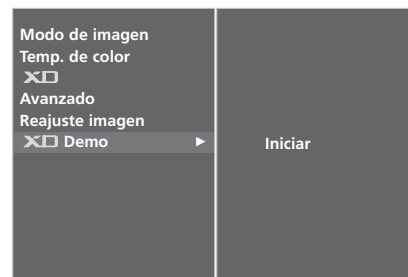 Modo de imagen
Temp. de color
XD
Avanzado
Reajuste imagen
XD Demo ►
Iniciar